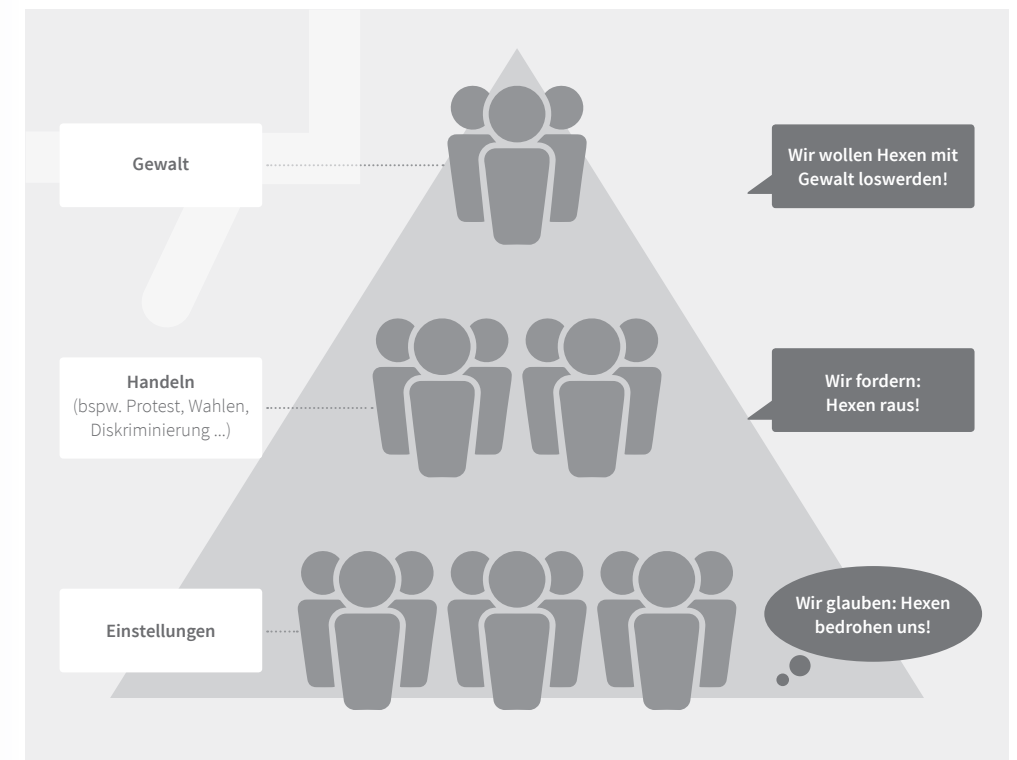 Gewalt
Wir wollen Hexen mit
Gewalt loswerden!
Handeln
(bspw. Protest, Wahlen,
Diskriminierung ...)
Wir fordern:
Hexen raus!
Einstellungen
Wir glauben: Hexen
bedrohen uns!